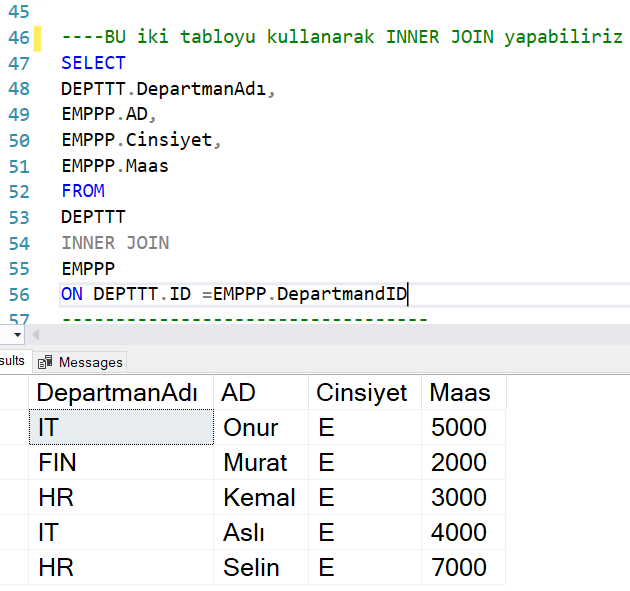 45
46 ----BU iki tabloyu kullanarak INNER JOIN yapabiliriz
47 SELECT
48 DEPTTT.DepartmanAdı,
49 EMPPP.AD,
50 EMPPP.Cinsiyet,
51 EMPPP.Maas
52 FROM
53 DEPTTT
54 INNER JOIN
55 EMPPP
56 ON DEPTTT.ID =EMPPP.DepartmandID
57 ----------------------------------
sults Messages
DepartmanAdı AD Cinsiyet Maas
IT Onur E 5000
FIN Murat E 2000
HR Kemal E 3000
IT Aslı E 4000
HR Selin E 7000